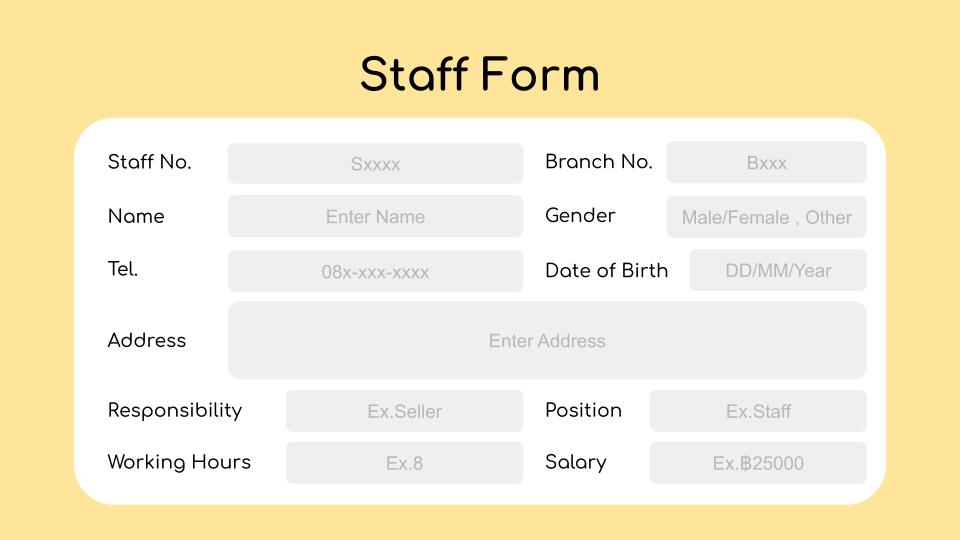 Staff Form
Staff No. Sxxxx Branch No. Bxxx
Name Enter Name Gender Male/Female , Other
Tel. 08x-xxx-xxxx Date of Birth DD/MM/Year
Address Enter Address
Responsibility Ex.Seller Position Ex.Staff
Working Hours Ex.8 Salary Ex.฿25000